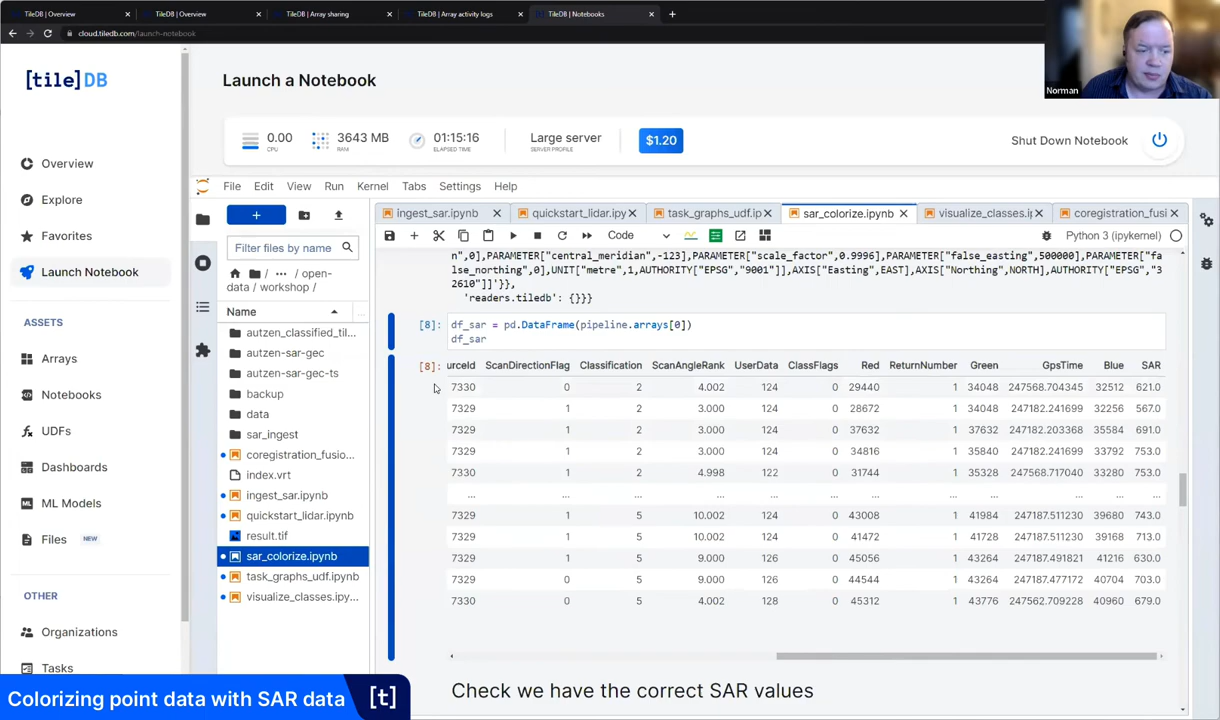 TileDB | Overview
TileDB | Overview
TileDB | Array sharing
TileDB | Array activity logs
TileDB | Notebooks
cloud.tiledb.com/launch-notebook
Norman
[tile]DB
Overview
Explore
Favorites
Launch Notebook
ASSETS
Arrays
Notebooks
UDFs
Dashboards
ML Models
Files NEW
OTHER
Organizations
Tasks
Launch a Notebook
0.00
CPU
3643 MB
RAM
01:15:16
ELAPSED TIME
Large server
SERVER PROFILE
$1.20
Shut Down Notebook
File Edit View Run Kernel Tabs Settings Help
Filter files by name
/ ··· / open-
data / workshop /
Name
autzen_classified_til...
autzen-sar-gec
autzen-sar-gec-ts
backup
data
sar_ingest
coregistration_fusio...
index.vrt
ingest_sar.ipynb
quickstart_lidar.ipynb
result.tif
sar_colorize.ipynb
task_graphs_udf.ipynb
visualize_classes.ipy...
ingest_sar.ipynb
quickstart_lidar.ipy
task_graphs_udf.ip
sar_colorize.ipynb
visualize_classes.ip
coregistration_fusi
Code
Python 3 (ipykernel)
n",0],PARAMETER["central_meridian",-123],PARAMETER["scale_factor",0.9996],PARAMETER["false_easting",500000],PARAMETER["fa
lse_northing",0],UNIT["metre",1,AUTHORITY["EPSG","9001"]],AXIS["Easting",EAST],AXIS["Northing",NORTH],AUTHORITY["EPSG","3
2610"]]'}},
'readers.tiledb': {}}}
[8]: df_sar = pd.DataFrame(pipeline.arrays[0])
df_sar
[8]: urceId ScanDirectionFlag Classification ScanAngleRank UserData ClassFlags Red ReturnNumber Green GpsTime Blue SAR
7330 0 2 4.002 124 0 29440 1 34048 247568.704345 32512 621.0
7329 1 2 3.000 124 0 28672 1 34048 247182.241699 32256 567.0
7329 1 2 3.000 124 0 37632 1 37632 247182.203368 35584 691.0
7329 1 2 3.000 124 0 34816 1 35840 247182.241699 33792 753.0
7330 1 2 4.998 122 0 31744 1 35328 247568.717040 33280 753.0
... ... ... ... ... ... ... ... ... ... ... ...
7329 1 5 10.002 124 0 43008 1 41984 247187.511230 39680 743.0
7329 1 5 10.002 124 0 41472 1 41728 247187.511230 39168 713.0
7329 1 5 9.000 126 0 45056 1 43264 247187.491821 41216 630.0
7329 0 5 9.000 126 0 44544 1 43264 247187.477172 40704 703.0
7330 0 5 4.002 128 0 45312 1 43776 247562.709228 40960 679.0
Check we have the correct SAR values
Colorizing point data with SAR data [t]